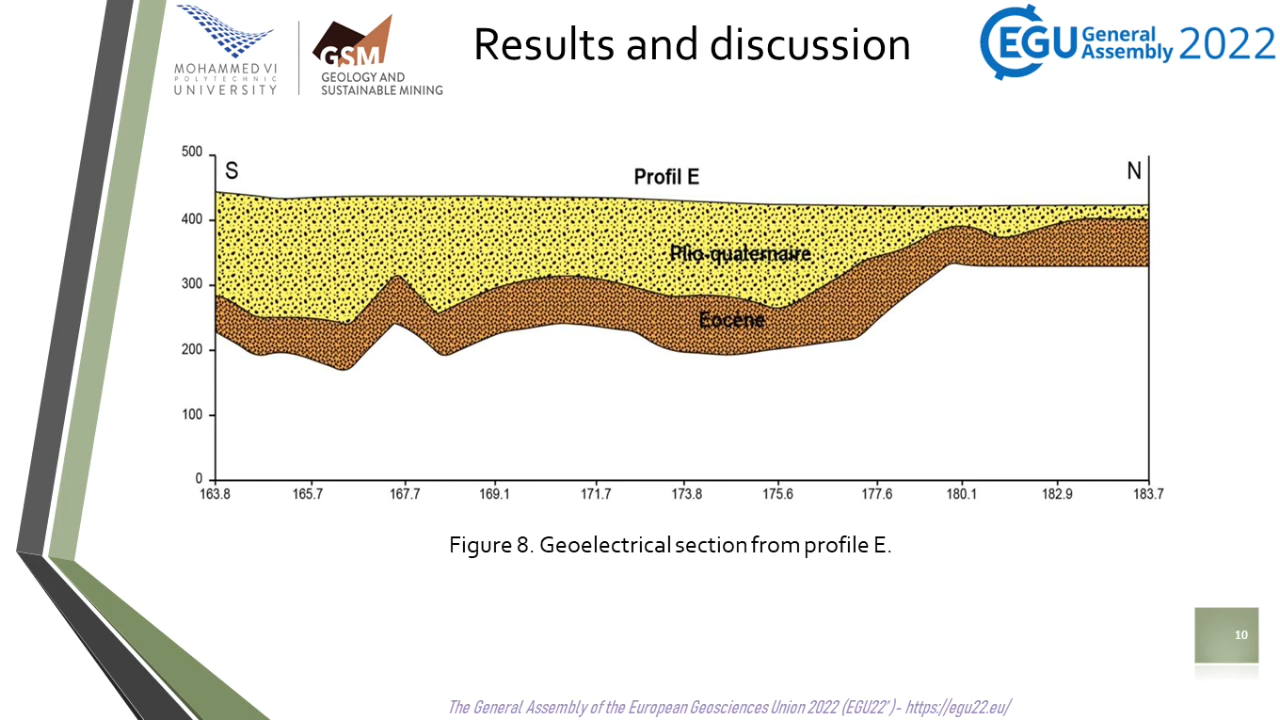 MOHAMMED VI
POLYTECHNIC
UNIVERSITY
GSM
GEOLOGY AND
SUSTAINABLE MINING
Results and discussion
EGU General Assembly 2022
500
S
Profil E
N
400
Plio-quaternaire
300
Eocene
200
100
0
163.8 165.7 167.7 169.1 171.7 173.8 175.6 177.6 180.1 182.9 183.7
Figure 8. Geoelectrical section from profile E.
10
The General Assembly of the European Geosciences Union 2022 (EGU22')- https://egu22.eu/